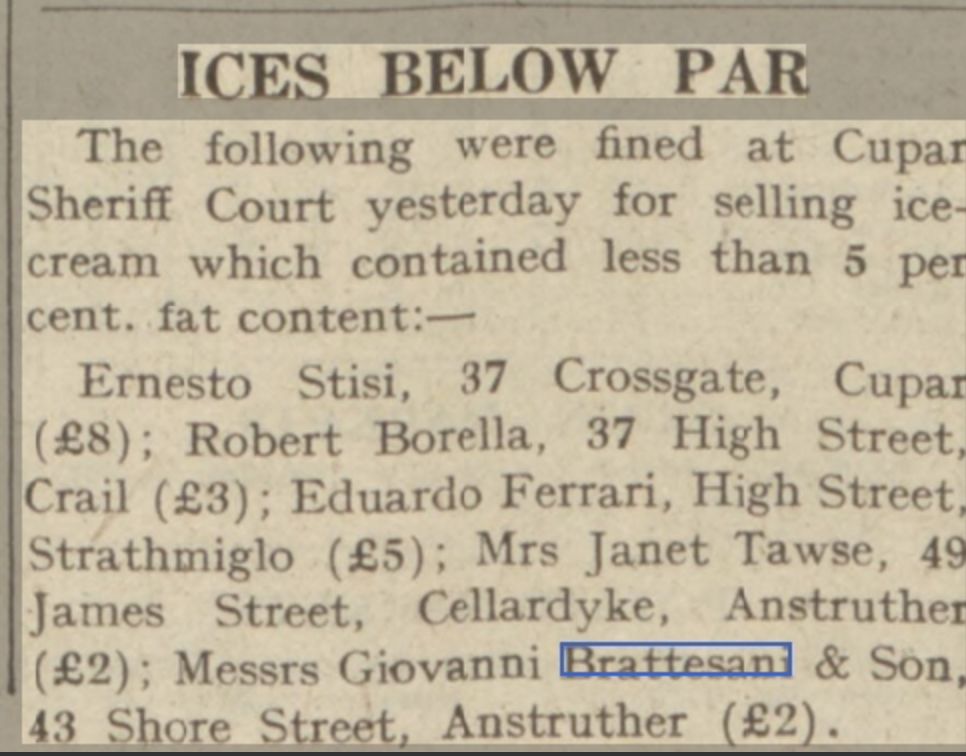 ICES BELOW PAR
The following were fined at Cupar
Sheriff Court yesterday for selling ice-
cream which contained less than 5 per
cent. fat content:—
Ernesto Stisi, 37 Crossgate, Cupar
(£8); Robert Borella, 37 High Street,
Crail (£3); Eduardo Ferrari, High Street,
Strathmiglo (£5); Mrs Janet Tawse, 49
James Street, Cellardyke, Anstruther
(£2); Messrs Giovanni Brattesani & Son,
43 Shore Street, Anstruther (£2).